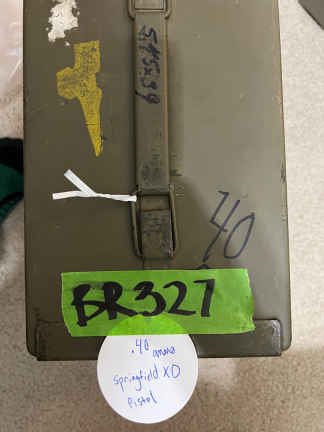 5.45x39
40
BR327
.40 ammo
Springfield XD
Pistol